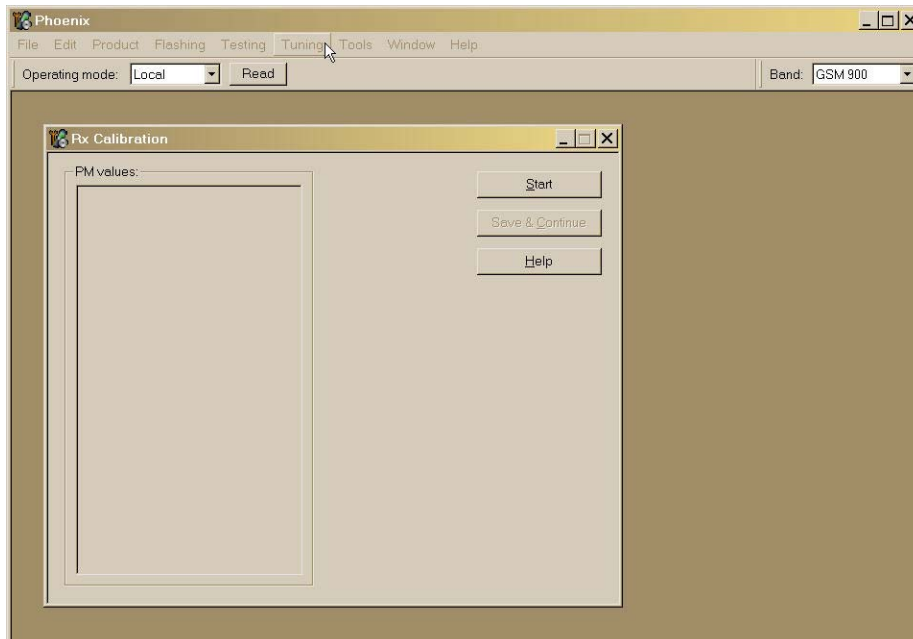 Phoenix
File Edit Product Flashing Testing Tuning Tools Window Help
Operating mode: Local Read Band: GSM 900
Rx Calibration
PM values:
Start
Save & Continue
Help